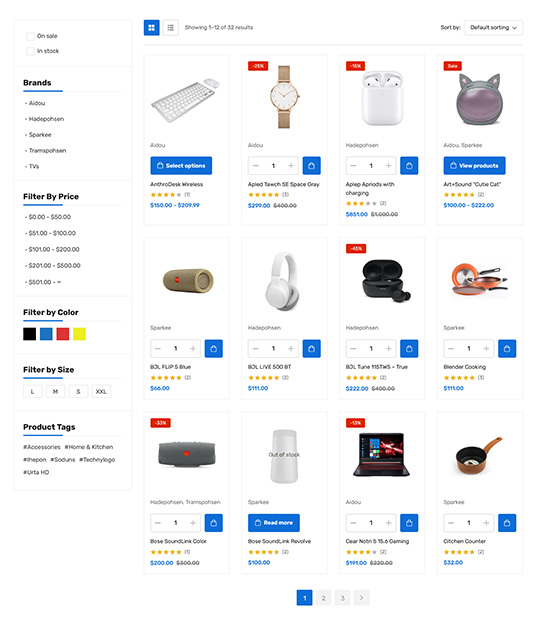 On sale
In stock
Brands
- Aidou
- Hadepohsen
- Sparkee
- Tramspohsen
- TVs
Filter By Price
- $0.00 - $50.00
- $51.00 - $100.00
- $101.00 - $200.00
- $201.00 - $500.00
- $501.00 - ∞
Filter by Color
Filter by Size
L M S XXL
Product Tags
#Accessories #Home & Kitchen
#Ihepon #Soduns #Technylogo
#Urta HD
Showing 1–12 of 32 results
Sort by: Default sorting
-25% -15% Sale
Aidou Aidou Hadepohsen Aidou, Sparkee
Select options − 1 + − 1 + View products
AnthroDesk Wireless Apled Tawch SE Space Gray Aplep Apriods with Art+Sound "Cutie Cat"
charging
(1) (3) (2) (2)
$150.00 - $209.99 $299.00 $400.00 $851.00 $1,000.00 $100.00 - $222.00
-45%
Sparkee Hadepohsen Hadepohsen Sparkee
− 1 + − 1 + − 1 + − 1 +
BJL FLIP 5 Blue BJL LIVE 500 BT BJL Tune 115TWS – True Blender Cooking
(2) (2) (2) (3)
$66.00 $111.00 $222.00 $400.00 $111.00
-33% -13%
Out of stock
Hadepohsen, Tramspohsen Sparkee Aidou Sparkee
− 1 + Read more − 1 + − 1 +
Bose SoundLink Color Bose SoundLink Revolve Gear Notri 5 15.6 Gaming Citchen Counter
(1) (2) (2) (2)
$200.00 $300.00 $100.00 $191.00 $220.00 $32.00
1 2 3 >